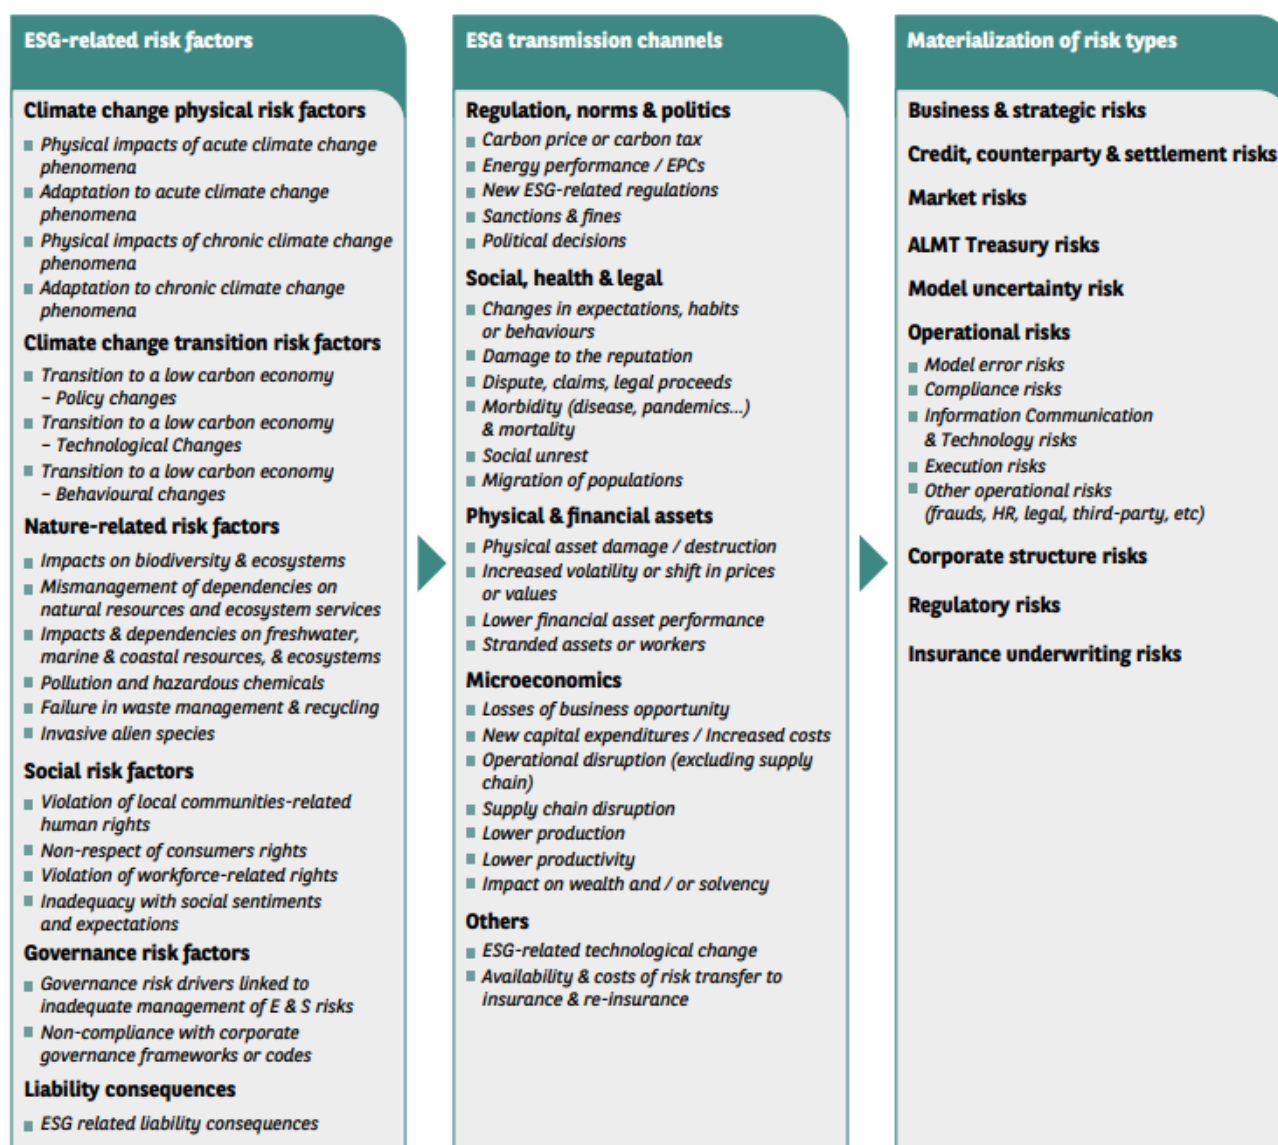 ESG-related risk factors
Climate change physical risk factors
Physical impacts of acute climate change
phenomena
Adaptation to acute climate change
phenomena
Physical impacts of chronic climate change
phenomena
Adaptation to chronic climate change
phenomena
Climate change transition risk factors
Transition to a low carbon economy
– Policy changes
Transition to a low carbon economy
– Technological Changes
Transition to a low carbon economy
– Behavioural changes
Nature-related risk factors
Impacts on biodiversity & ecosystems
Mismanagement of dependencies on
natural resources and ecosystem services
Impacts & dependencies on freshwater,
marine & coastal resources, & ecosystems
Pollution and hazardous chemicals
Failure in waste management & recycling
Invasive alien species
Social risk factors
Violation of local communities-related
human rights
Non-respect of consumers rights
Violation of workforce-related rights
Inadequacy with social sentiments
and expectations
Governance risk factors
Governance risk drivers linked to
inadequate management of E & S risks
Non-compliance with corporate
governance frameworks or codes
Liability consequences
ESG related liability consequences
ESG transmission channels
Regulation, norms & politics
Carbon price or carbon tax
Energy performance / EPCs
New ESG-related regulations
Sanctions & fines
Political decisions
Social, health & legal
Changes in expectations, habits
or behaviours
Damage to the reputation
Dispute, claims, legal proceeds
Morbidity (disease, pandemics...)
& mortality
Social unrest
Migration of populations
Physical & financial assets
Physical asset damage / destruction
Increased volatility or shift in prices
or values
Lower financial asset performance
Stranded assets or workers
Microeconomics
Losses of business opportunity
New capital expenditures / Increased costs
Operational disruption (excluding supply
chain)
Supply chain disruption
Lower production
Lower productivity
Impact on wealth and / or solvency
Others
ESG-related technological change
Availability & costs of risk transfer to
insurance & re-insurance
Materialization of risk types
Business & strategic risks
Credit, counterparty & settlement risks
Market risks
ALMT Treasury risks
Model uncertainty risk
Operational risks
Model error risks
Compliance risks
Information Communication
& Technology risks
Execution risks
Other operational risks
(frauds, HR, legal, third-party, etc)
Corporate structure risks
Regulatory risks
Insurance underwriting risks